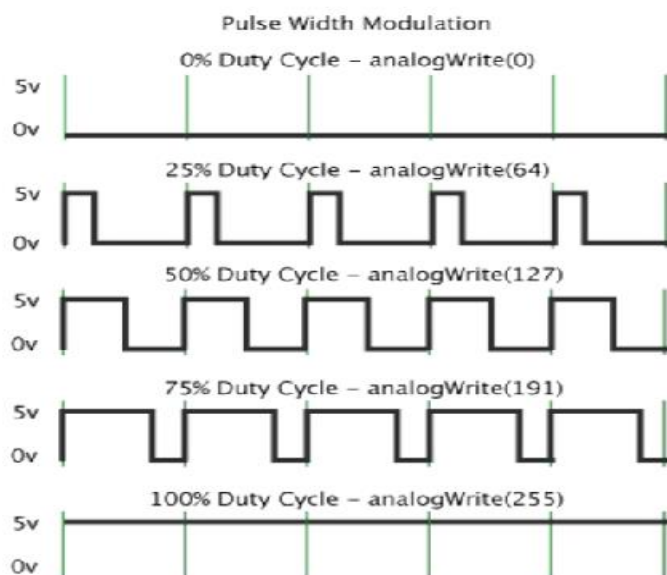 Pulse Width Modulation
0% Duty Cycle – analogWrite(0)
5v
0v
25% Duty Cycle – analogWrite(64)
5v
0v
50% Duty Cycle – analogWrite(127)
5v
0v
75% Duty Cycle – analogWrite(191)
5v
0v
100% Duty Cycle – analogWrite(255)
5v
0v